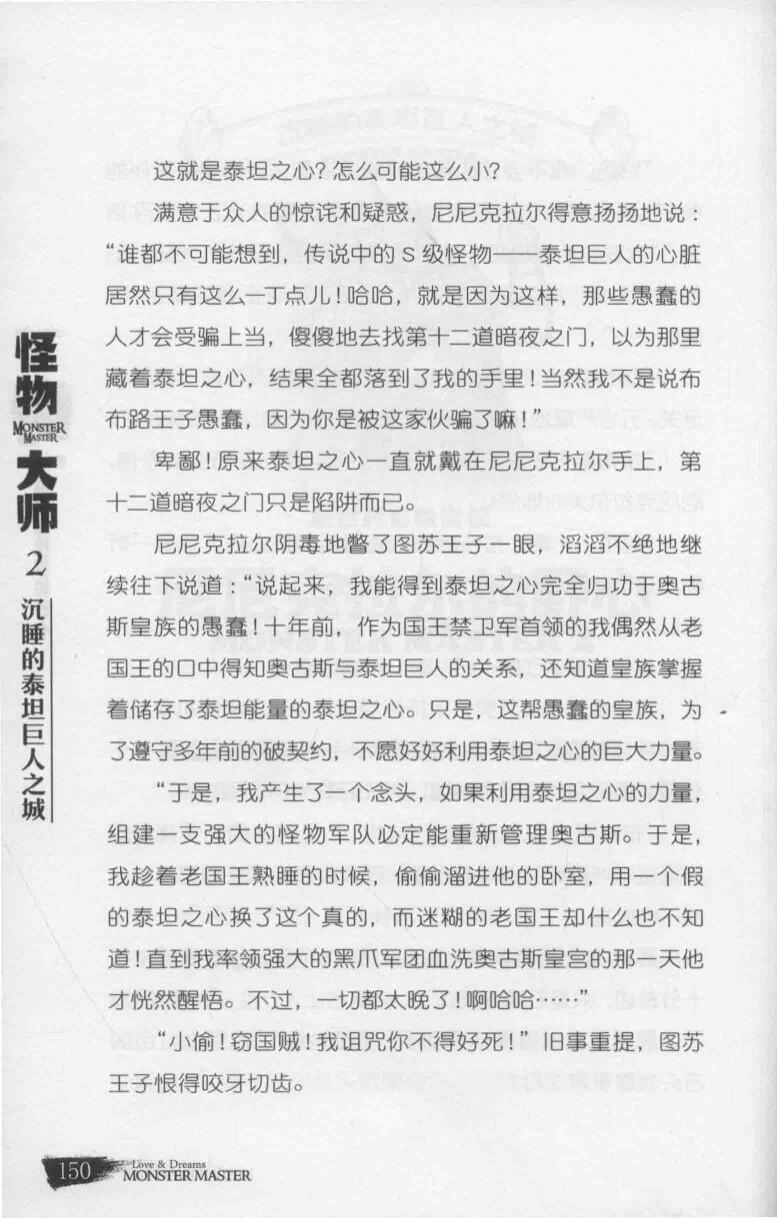 这就是泰坦之心？怎么可能这么小？
满意于众人的惊诧和疑惑，尼尼克拉尔得意扬扬地说：
“谁都不可能想到，传说中的S级怪物——泰坦巨人的心脏
居然只有这么一丁点儿！哈哈，就是因为这样，那些愚蠢的
人才会受骗上当，傻傻地去找第十二道暗夜之门，以为那里
藏着泰坦之心，结果全都落到了我的手里！当然我不是说布
布路王子愚蠢，因为你是被这家伙骗了嘛！”
卑鄙！原来泰坦之心一直就戴在尼尼克拉尔手上，第
十二道暗夜之门只是陷阱而已。
尼尼克拉尔阴毒地瞥了图苏王子一眼，滔滔不绝地继
续往下说道：“说起来，我能得到泰坦之心完全归功于奥古
斯皇族的愚蠢！十年前，作为国王禁卫军首领的我偶然从老
国王的口中得知奥古斯与泰坦巨人的关系，还知道皇族掌握
着储存了泰坦能量的泰坦之心。只是，这帮愚蠢的皇族，为
了遵守多年前的破契约，不愿好好利用泰坦之心的巨大力量。
“于是，我产生了一个念头，如果利用泰坦之心的力量，
组建一支强大的怪物军队必定能重新管理奥古斯。于是，
我趁着老国王熟睡的时候，偷偷溜进他的卧室，用一个假
的泰坦之心换了这个真的，而迷糊的老国王却什么也不知
道！直到我率领强大的黑爪军团血洗奥古斯皇宫的那一天他
才恍然醒悟。不过，一切都太晚了！啊哈哈……”
“小偷！窃国贼！我诅咒你不得好死！”旧事重提，图苏
王子恨得咬牙切齿。
怪物
MONSTER
MASTER
大师
2
沉睡的泰坦巨人之城
150
Love & Dreams
MONSTER MASTER